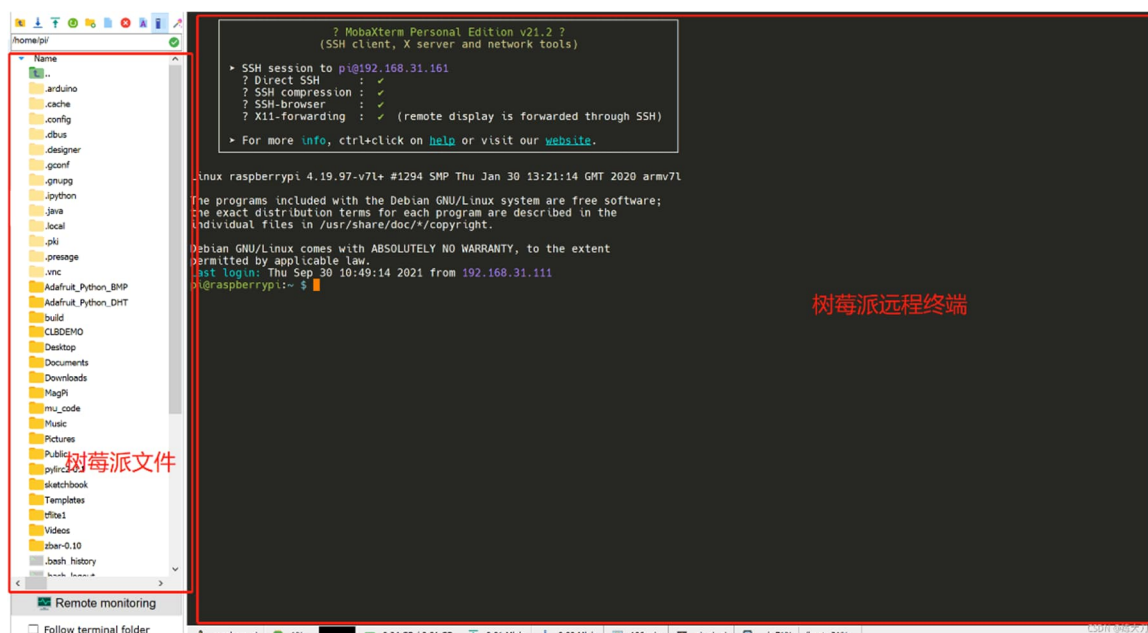 /home/pi/
Name
..
.arduino
.cache
.config
.dbus
.designer
.gconf
.gnupg
.ipython
.java
.local
.pki
.presage
.vnc
Adafruit_Python_BMP
Adafruit_Python_DHT
build
CLBDEMO
Desktop
Documents
Downloads
MagPi
mu_code
Music
Pictures
Public
树莓派文件
sketchbook
Templates
tflite1
Videos
zbar-0.10
.bash_history
Remote monitoring
Follow terminal folder
? MobaXterm Personal Edition v21.2 ?
(SSH client, X server and network tools)
➤ SSH session to pi@192.168.31.161
? Direct SSH : ✔
? SSH compression : ✔
? SSH-browser : ✔
? X11-forwarding : ✔ (remote display is forwarded through SSH)
➤ For more info, ctrl+click on help or visit our website.
Linux raspberrypi 4.19.97-v7l+ #1294 SMP Thu Jan 30 13:21:14 GMT 2020 armv7l
The programs included with the Debian GNU/Linux system are free software;
the exact distribution terms for each program are described in the
individual files in /usr/share/doc/*/copyright.
Debian GNU/Linux comes with ABSOLUTELY NO WARRANTY, to the extent
permitted by applicable law.
Last login: Thu Sep 30 10:49:14 2021 from 192.168.31.111
pi@raspberrypi:~ $
树莓派远程终端